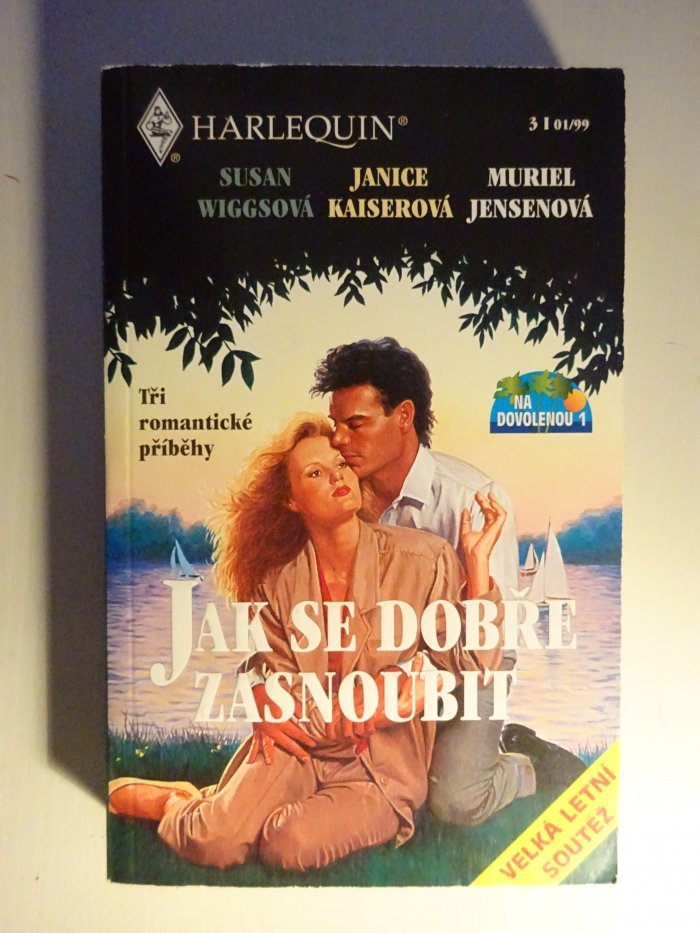 HARLEQUIN®
®
3 I 01/99
SUSAN
WIGGSOVÁ
JANICE
KAISEROVÁ
MURIEL
JENSENOVÁ
Tři
romantické
příběhy
NA
DOVOLENOU 1
JAK SE DOBŘE
ZASNOUBIT
VELKÁ LETNÍ
SOUTĚŽ